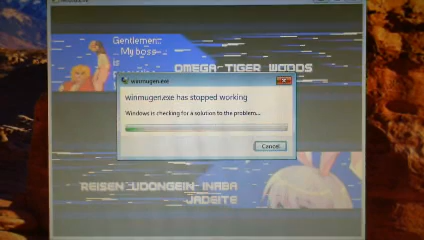 Gentlemen:
My boss
is
OMEGA-TIGER WOODS
winmugen.exe
winmugen.exe has stopped working
Windows is checking for a solution to the problem...
Cancel
REISEN UDONGEIN INABA
JADEITE